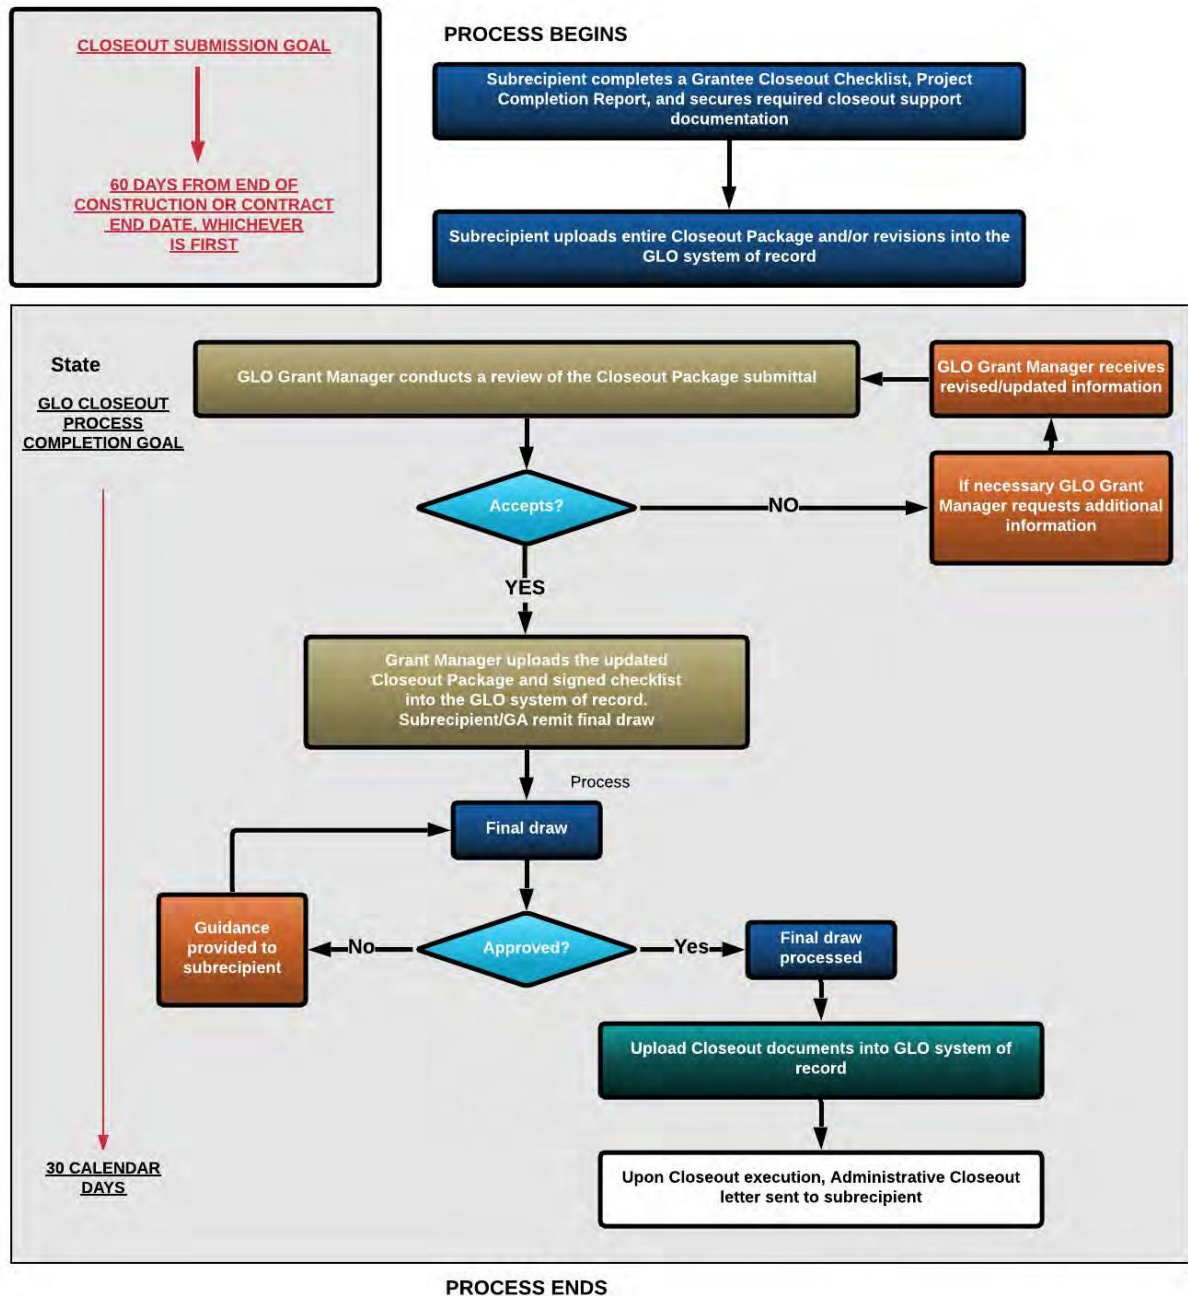 CLOSEOUT SUBMISSION GOAL
60 DAYS FROM END OF
CONSTRUCTION OR CONTRACT
END DATE, WHICHEVER
IS FIRST
PROCESS BEGINS
Subrecipient completes a Grantee Closeout Checklist, Project
Completion Report, and secures required closeout support
documentation
Subrecipient uploads entire Closeout Package and/or revisions into the
GLO system of record
State
GLO CLOSEOUT
PROCESS
COMPLETION GOAL
GLO Grant Manager conducts a review of the Closeout Package submittal
GLO Grant Manager receives
revised/updated information
Accepts?
NO
If necessary GLO Grant
Manager requests additional
information
YES
Grant Manager uploads the updated
Closeout Package and signed checklist
into the GLO system of record.
Subrecipient/GA remit final draw
Process
Final draw
Guidance
provided to
subrecipient
No
Approved?
Yes
Final draw
processed
Upload Closeout documents into GLO system of
record
30 CALENDAR
DAYS
Upon Closeout execution, Administrative Closeout
letter sent to subrecipient
PROCESS ENDS